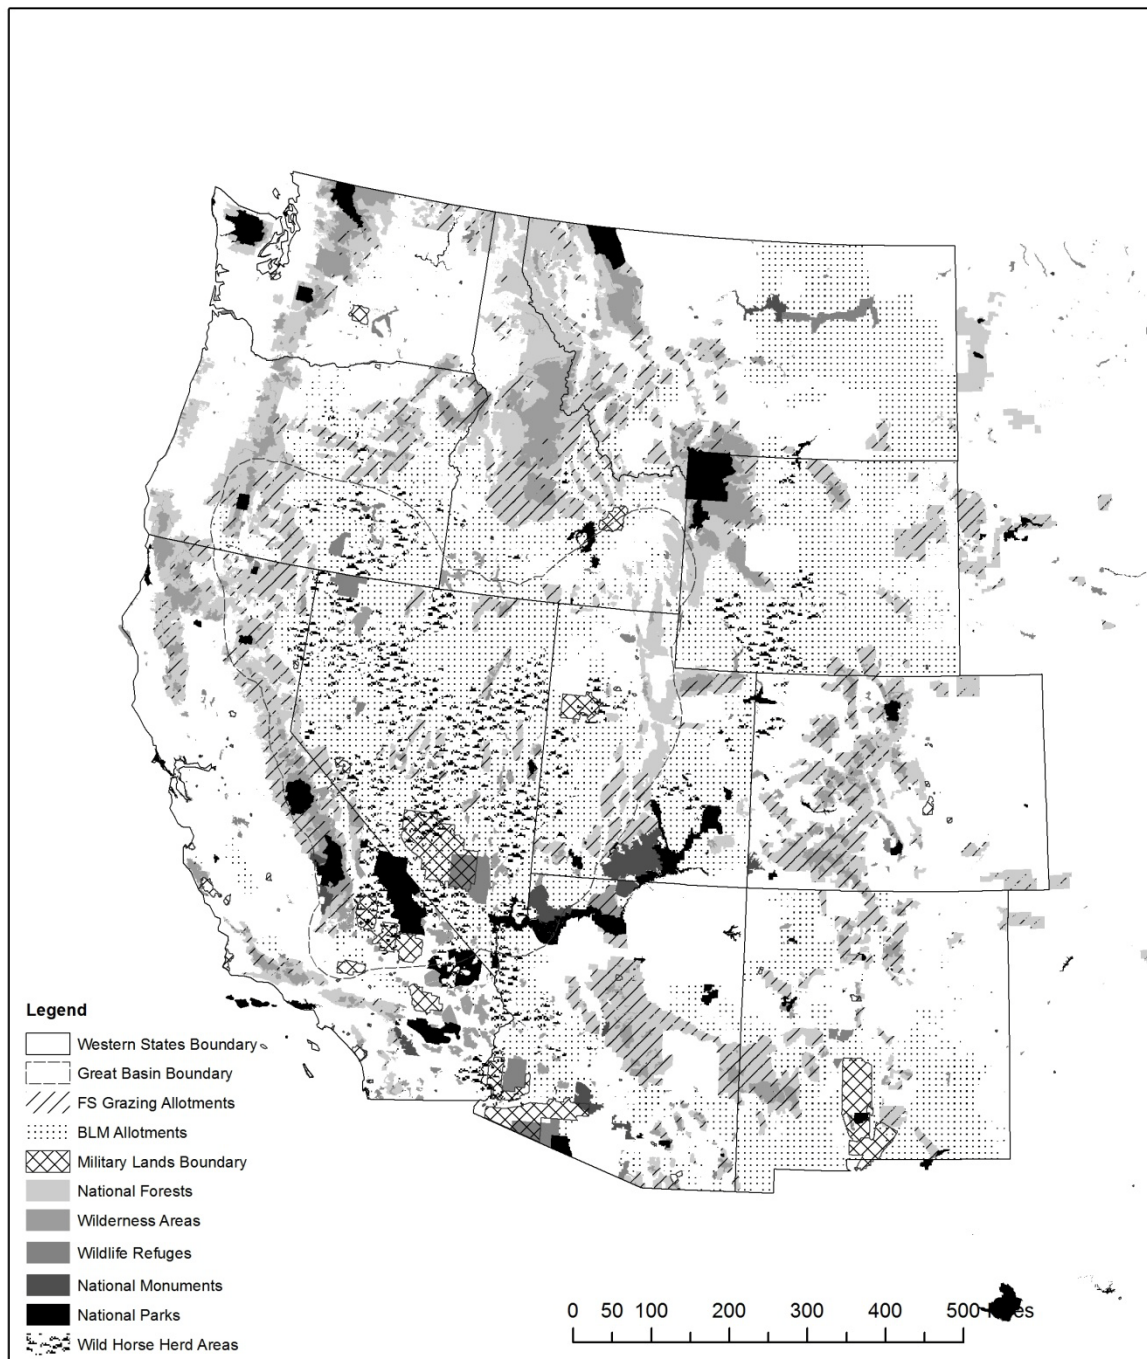 Legend
Western States Boundary
Great Basin Boundary
FS Grazing Allotments
BLM Allotments
Military Lands Boundary
National Forests
Wilderness Areas
Wildlife Refuges
National Monuments
National Parks
Wild Horse Herd Areas
0 50 100 200 300 400 500